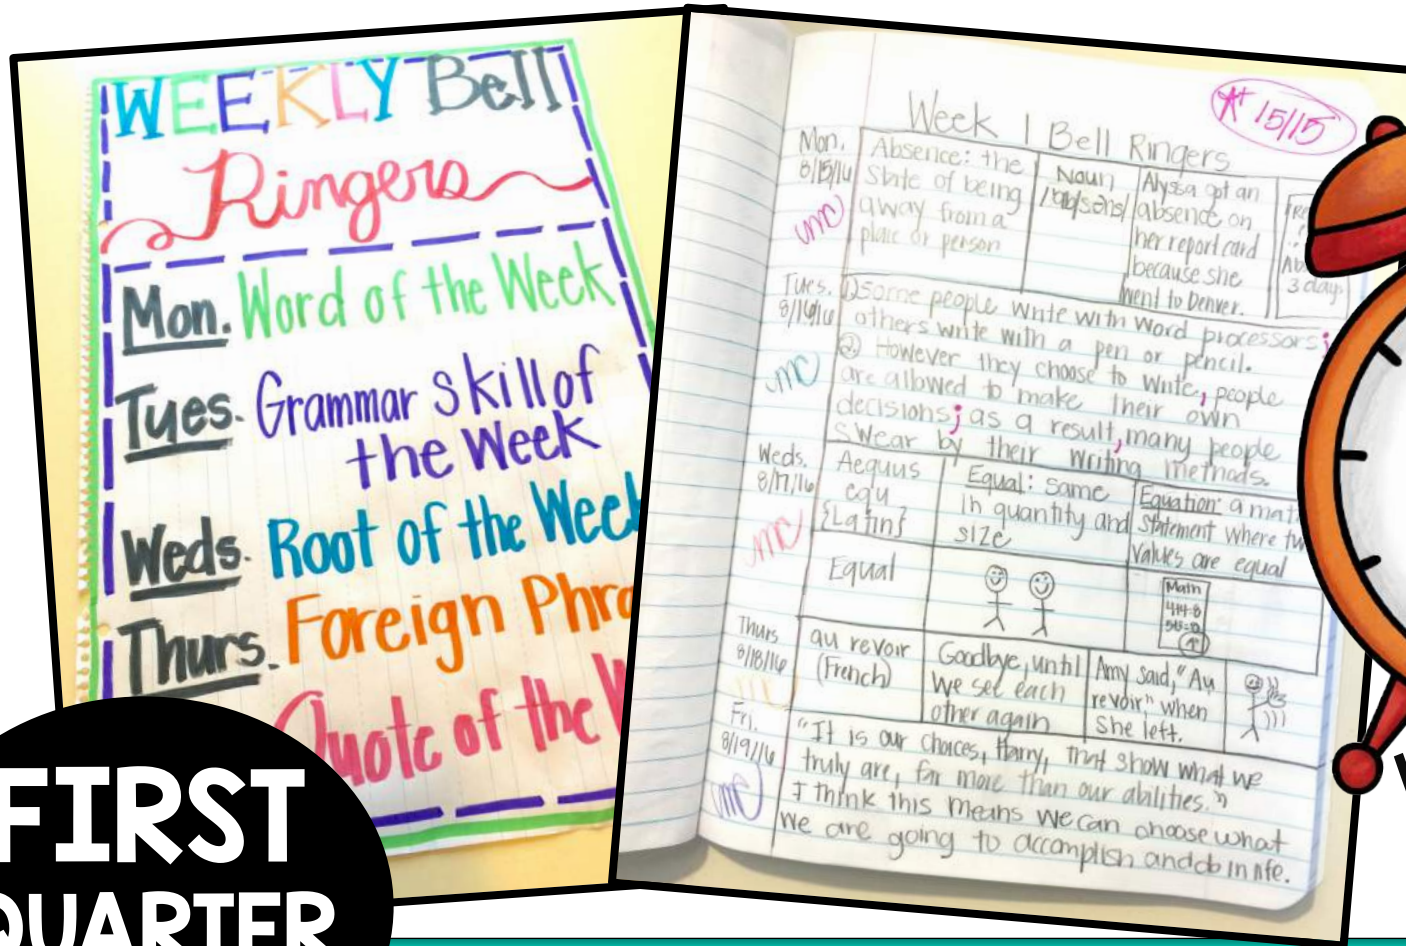 WEEKLY Bell
Ringers
Mon. Word of the Week
Tues. Grammar Skill of
the Week
Weds. Root of the Week
Thurs. Foreign
Quote of the
FIRST
QUARTER
Week 1 Bell Ringers
A+ 15/15
Mon.
8/15/16
Absence: the
state of being
away from a
place or person
Noun
Alyssa got an
absence on
her report card
because she
went to Denver.
3 days
Tues.
8/16/16
① Some people write with word processors;
others write with a pen or pencil.
② However they choose to write, people
are allowed to make their own
decisions; as a result, many people
swear by their writing methods.
Weds.
8/17/16
Aequus
equ
{Latin}
Equal: same
in quantity and
size
Equation: a
statement where
values are equal
Equal
Math
Thurs
8/18/16
au revoir
(French)
Goodbye, until
we see each
other again
Amy said, "Au
revoir" when
she left.
Fri.
8/19/16
"It is our choices, Harry, that show what we
truly are, far more than our abilities."
I think this means we can choose what
we are going to accomplish and do in life.